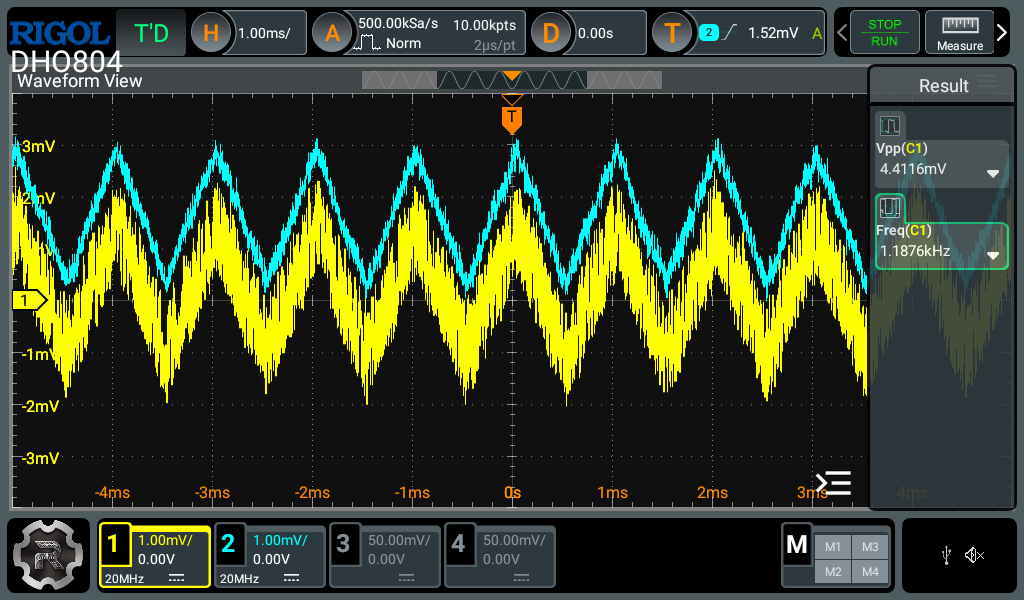 RIGOL T'D H 1.00ms/ A 500.00kSa/s 10.00kpts D 0.00s T 2 1.52mV A STOP
Norm 2μs/pt RUN Measure
DHO804
Waveform View
Result
T
3mV
Vpp(C1)
4.4116mV
2mV
Freq(C1)
1.1876kHz
1
-1mV
-2mV
-3mV
-4ms -3ms -2ms -1ms 0s 1ms 2ms 3ms 4ms
1 1.00mV/ 2 1.00mV/ 3 50.00mV/ 4 50.00mV/ M M1 M3
0.00V 0.00V 0.00V 0.00V M2 M4
20MHz 20MHz